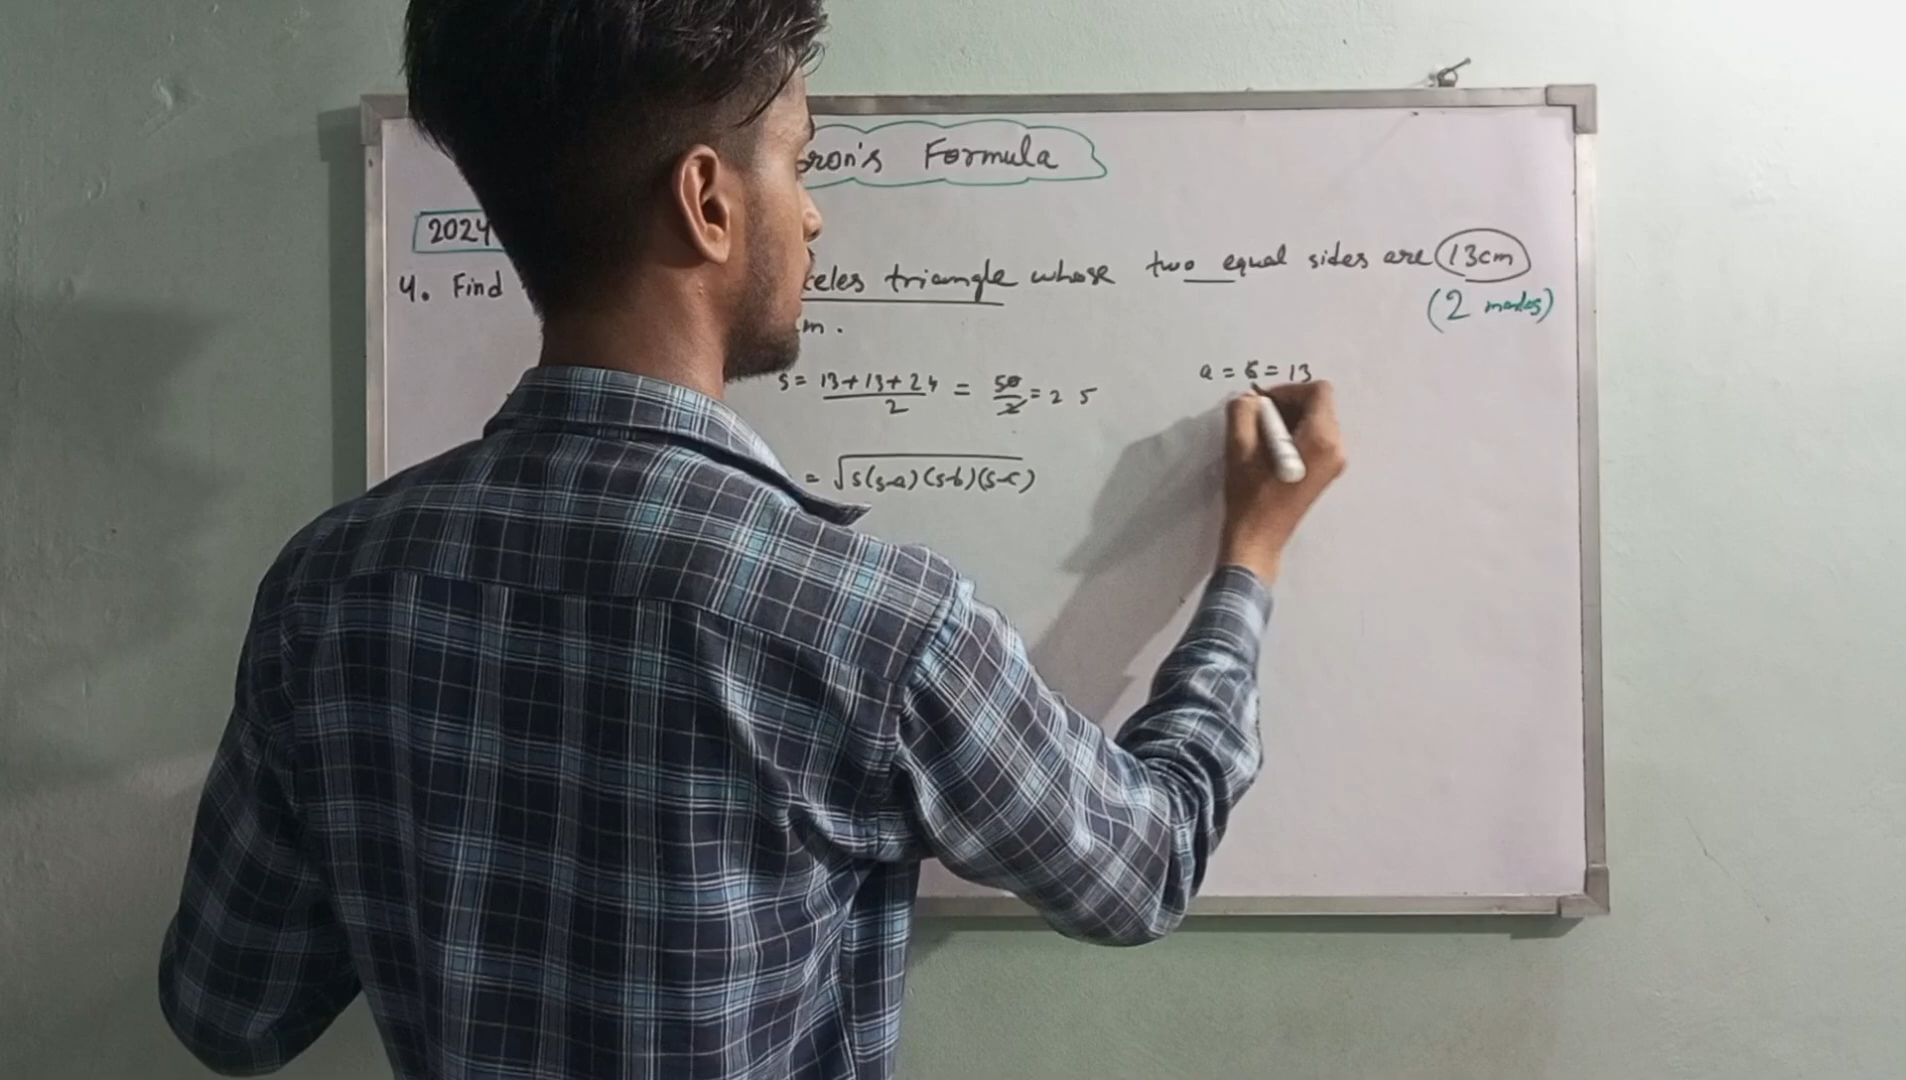 ron's Formula
2024
4. Find celes triangle whose two equal sides are 13cm
(2 marks)
m.
s = 13+13+24 / 2 = 50/2 = 25
a = b = 13
= √s(s-a)(s-b)(s-c)